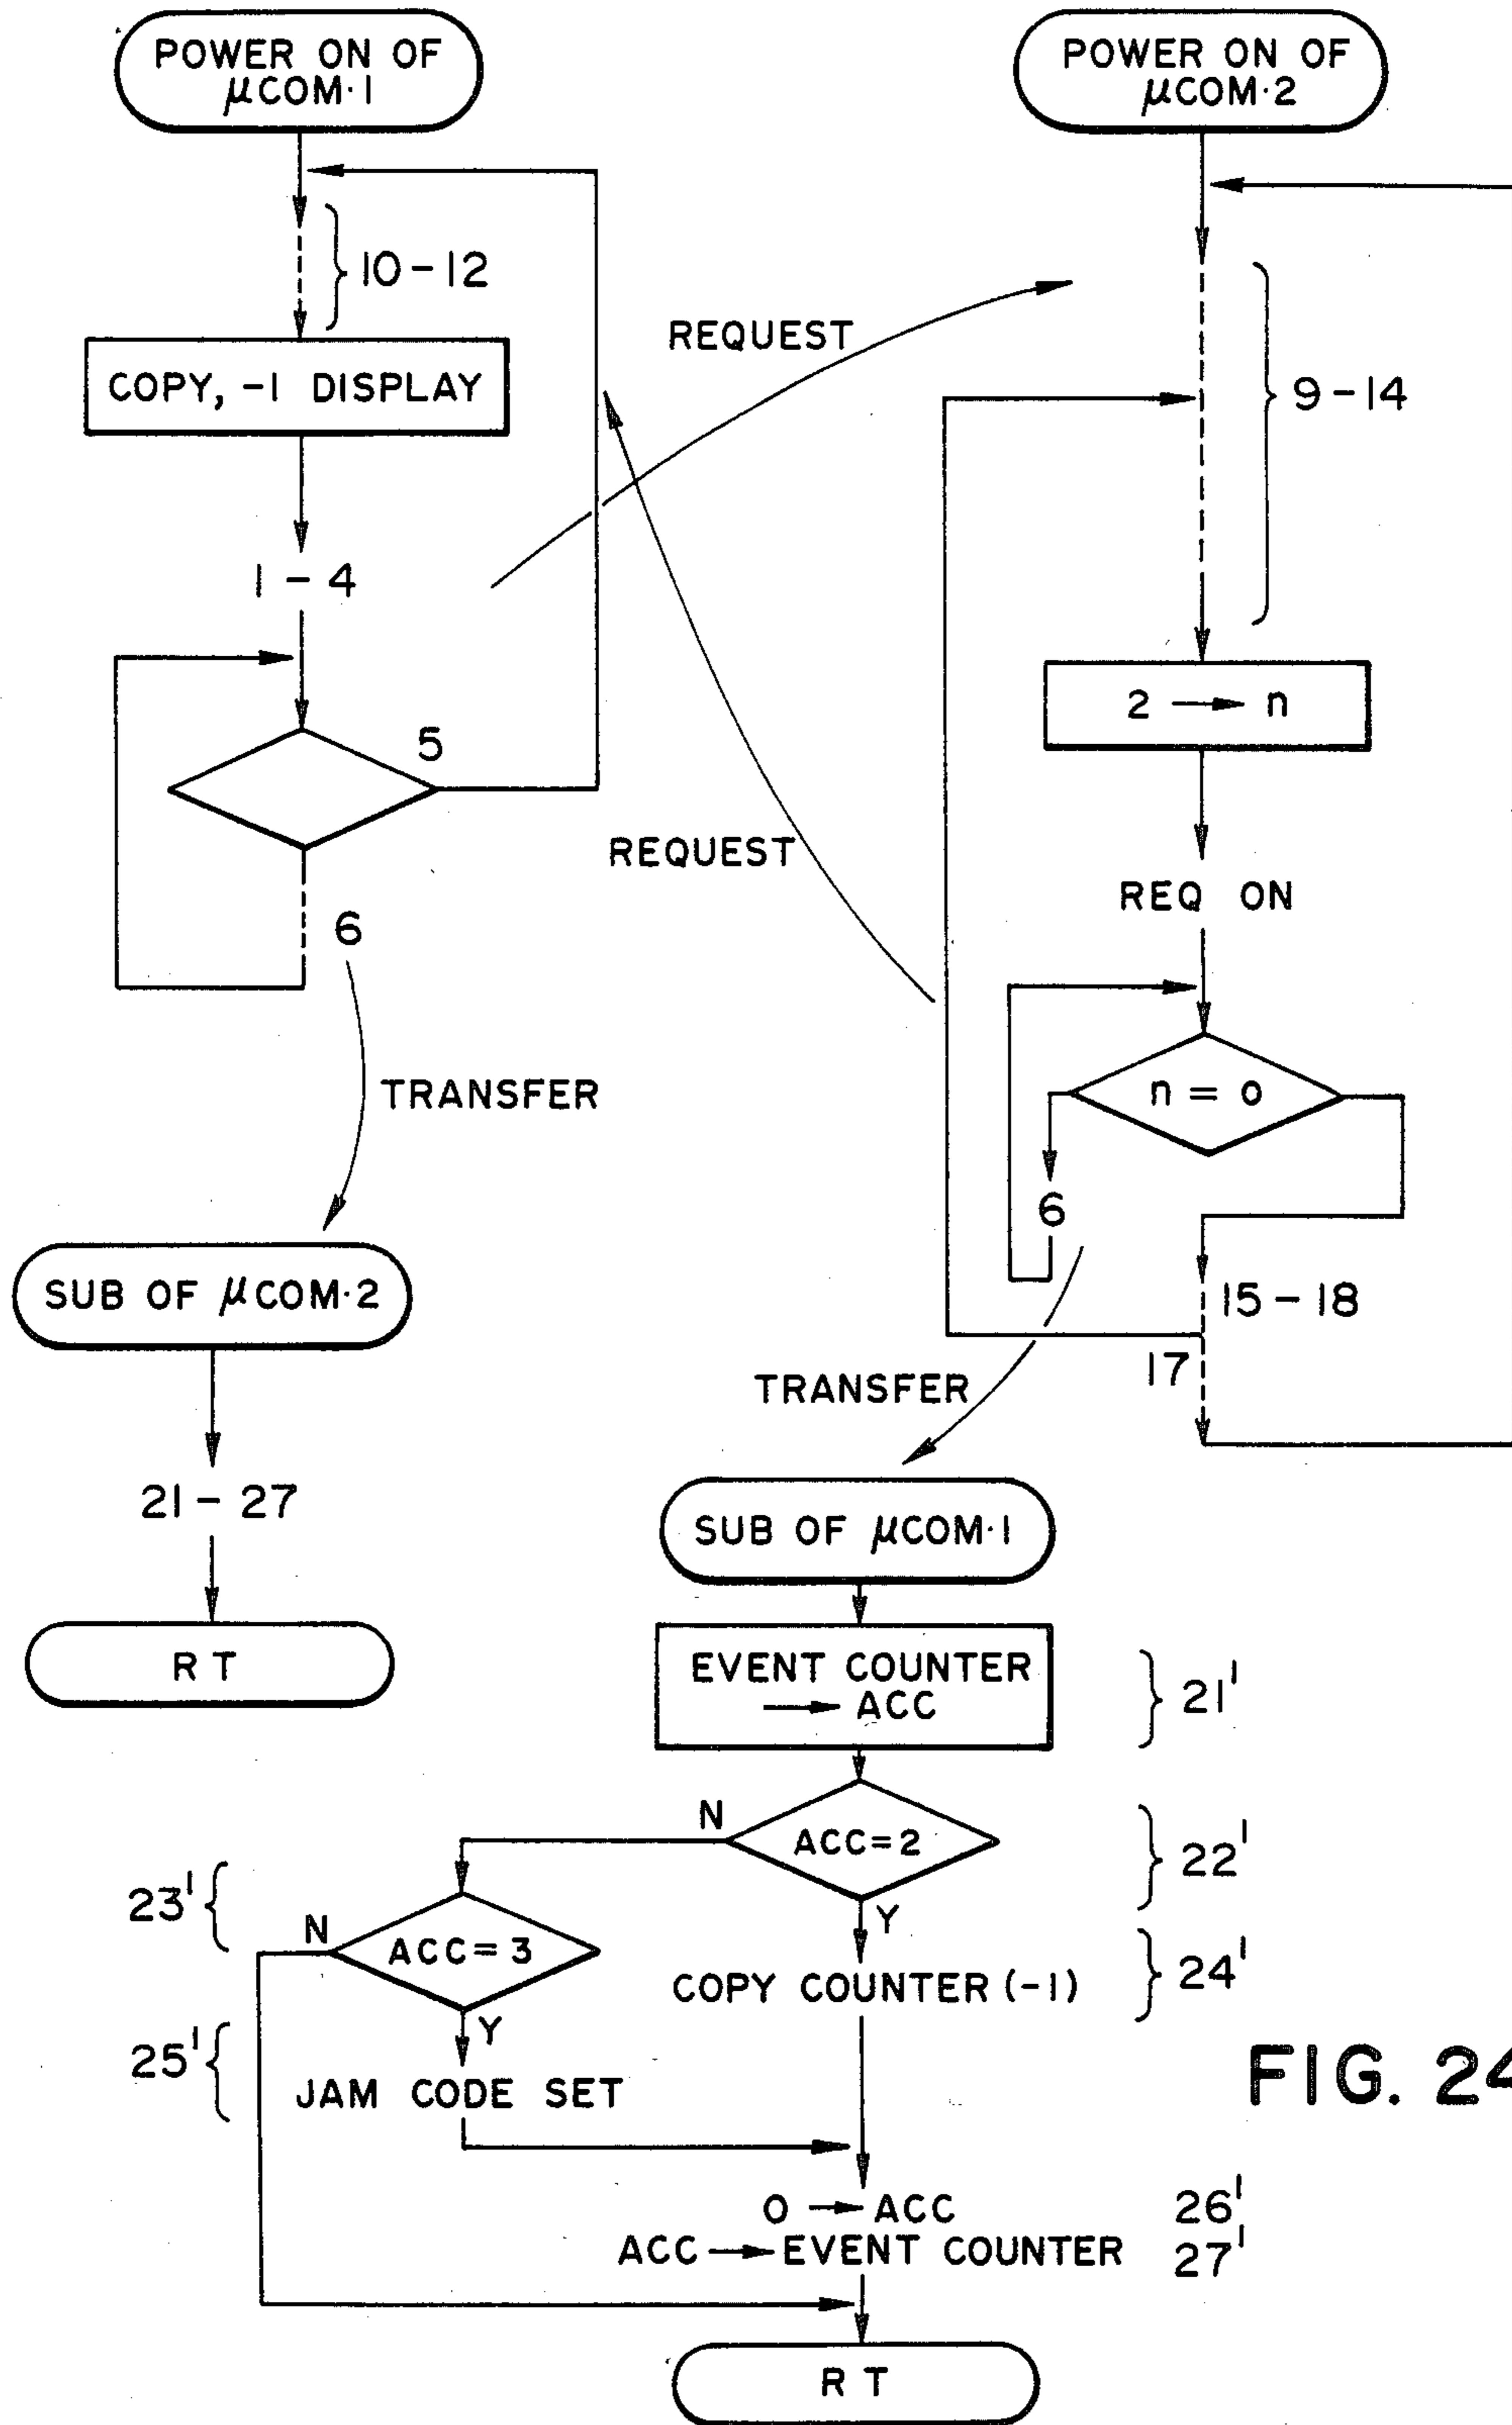 POWER ON OF
μCOM·1
10-12
COPY, -1 DISPLAY
1-4
5
6
TRANSFER
SUB OF μCOM·2
21-27
RT
REQUEST
REQUEST
POWER ON OF
μCOM·2
9-14
2 → n
REQ ON
n = 0
6
15-18
17
TRANSFER
SUB OF μCOM·1
EVENT COUNTER
→ ACC
21'
N
ACC=2
22'
Y
23'
N
ACC=3
COPY COUNTER (-1)
24'
Y
25'
JAM CODE SET
0 → ACC
26'
ACC → EVENT COUNTER
27'
RT
FIG. 24